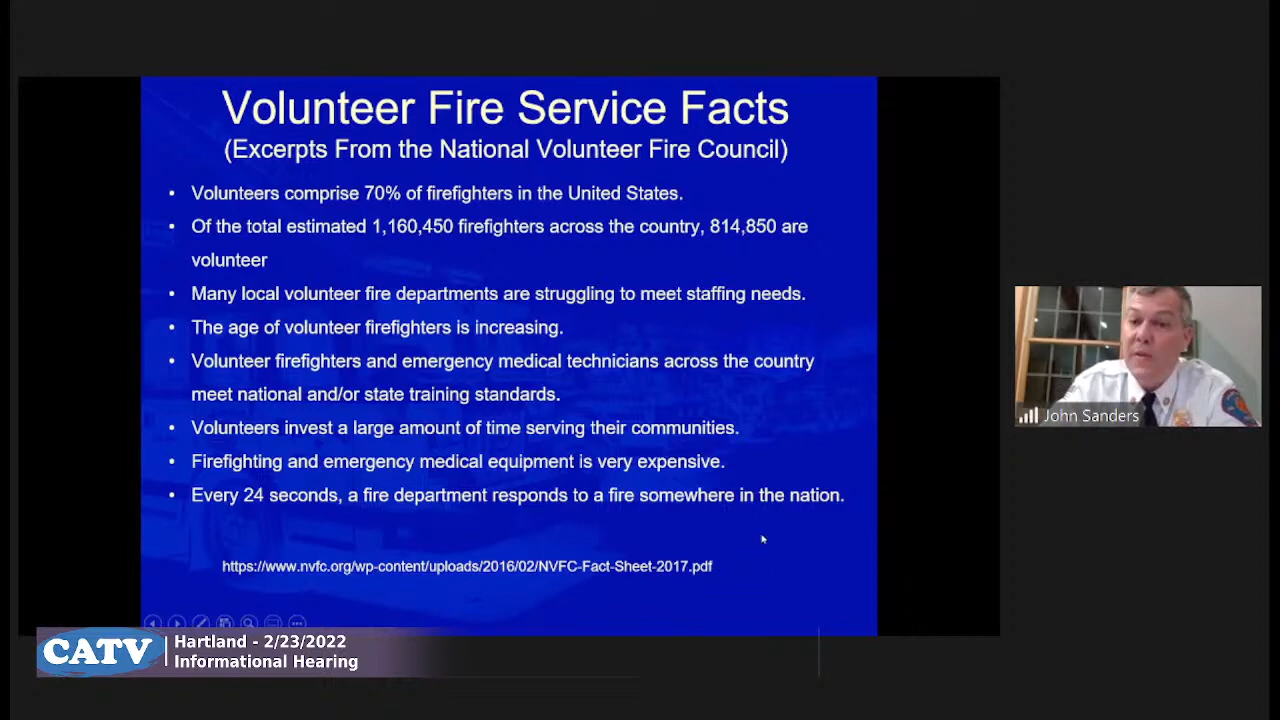 Volunteer Fire Service Facts
(Excerpts From the National Volunteer Fire Council)
• Volunteers comprise 70% of firefighters in the United States.
• Of the total estimated 1,160,450 firefighters across the country, 814,850 are
volunteer
• Many local volunteer fire departments are struggling to meet staffing needs.
• The age of volunteer firefighters is increasing.
• Volunteer firefighters and emergency medical technicians across the country
meet national and/or state training standards.
• Volunteers invest a large amount of time serving their communities.
• Firefighting and emergency medical equipment is very expensive.
• Every 24 seconds, a fire department responds to a fire somewhere in the nation.
https://www.nvfc.org/wp-content/uploads/2016/02/NVFC-Fact-Sheet-2017.pdf
John Sanders
CATV
Hartland - 2/23/2022
Informational Hearing